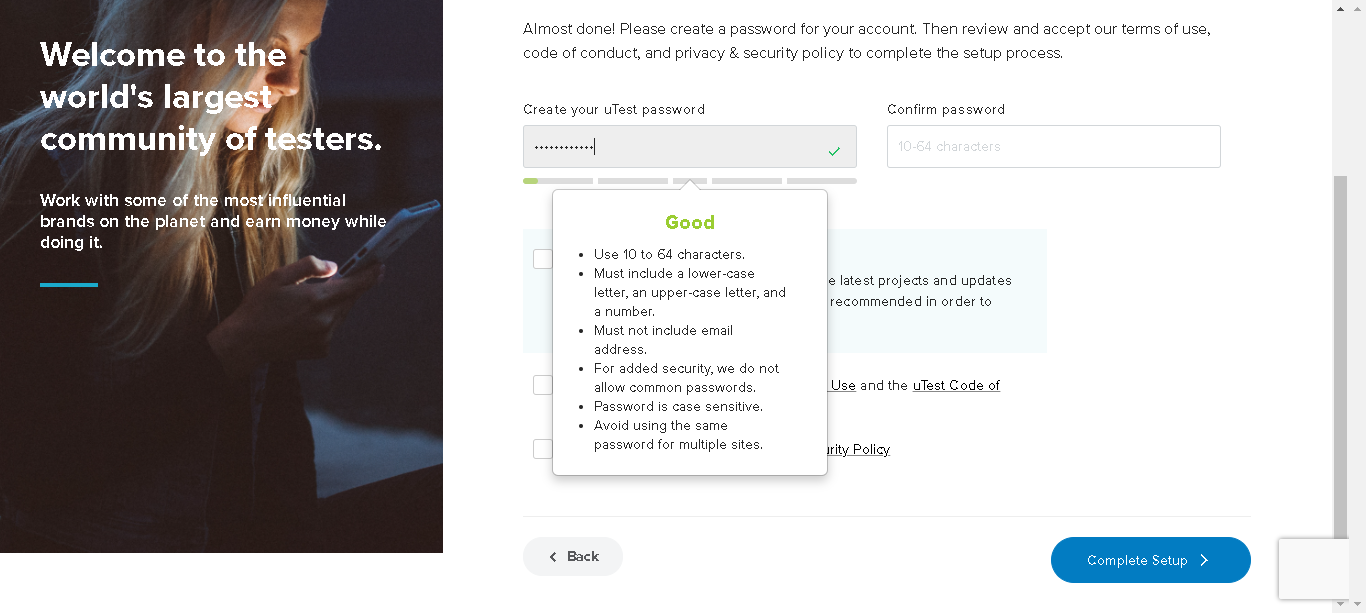 Welcome to the
world's largest
community of testers.
Work with some of the most influential
brands on the planet and earn money while
doing it.
Almost done! Please create a password for your account. Then review and accept our terms of use,
code of conduct, and privacy & security policy to complete the setup process.
Create your uTest password
Confirm password
••••••••••••
10-64 characters
Good
• Use 10 to 64 characters.
• Must include a lower-case
letter, an upper-case letter, and
a number.
• Must not include email
address.
• For added security, we do not
allow common passwords.
• Password is case sensitive.
• Avoid using the same
password for multiple sites.
latest projects and updates
recommended in order to
Use and the uTest Code of
Policy
Back
Complete Setup